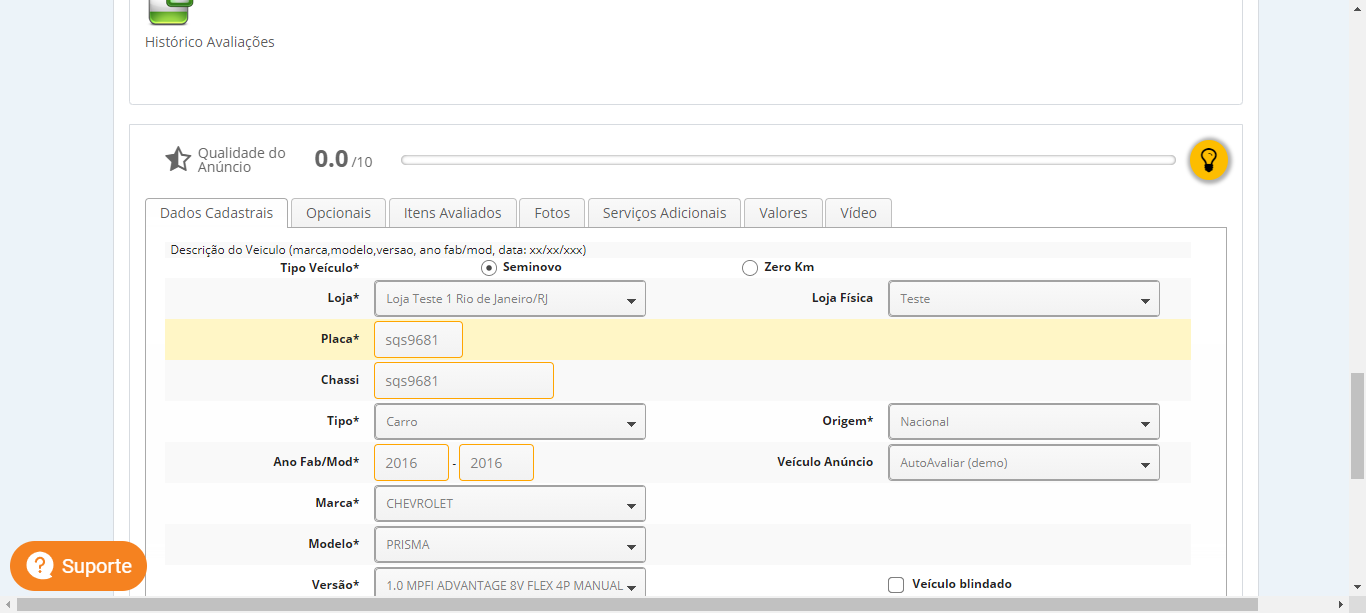 Histórico Avaliações
Qualidade do
Anúncio
0.0 /10
Dados Cadastrais Opcionais Itens Avaliados Fotos Serviços Adicionais Valores Vídeo
Descrição do Veiculo (marca,modelo,versao, ano fab/mod, data: xx/xx/xxx)
Tipo Veículo* Seminovo Zero Km
Loja* Loja Teste 1 Rio de Janeiro/RJ Loja Física Teste
Placa* sqs9681
Chassi sqs9681
Tipo* Carro Origem* Nacional
Ano Fab/Mod* 2016 - 2016 Veículo Anúncio AutoAvaliar (demo)
Marca* CHEVROLET
Modelo* PRISMA
? Suporte
Versão* 1.0 MPFI ADVANTAGE 8V FLEX 4P MANUAL Veículo blindado